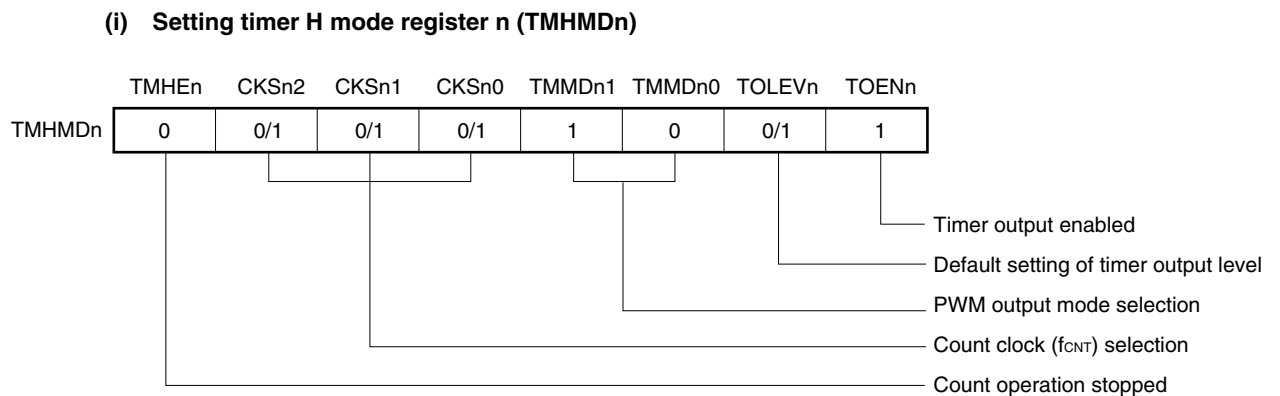 (i) Setting timer H mode register n (TMHMDn)
TMHEn CKSn2 CKSn1 CKSn0 TMMDn1 TMMDn0 TOLEVn TOENn
TMHMDn 0 0/1 0/1 0/1 1 0 0/1 1
Timer output enabled
Default setting of timer output level
PWM output mode selection
Count clock (fCNT) selection
Count operation stopped